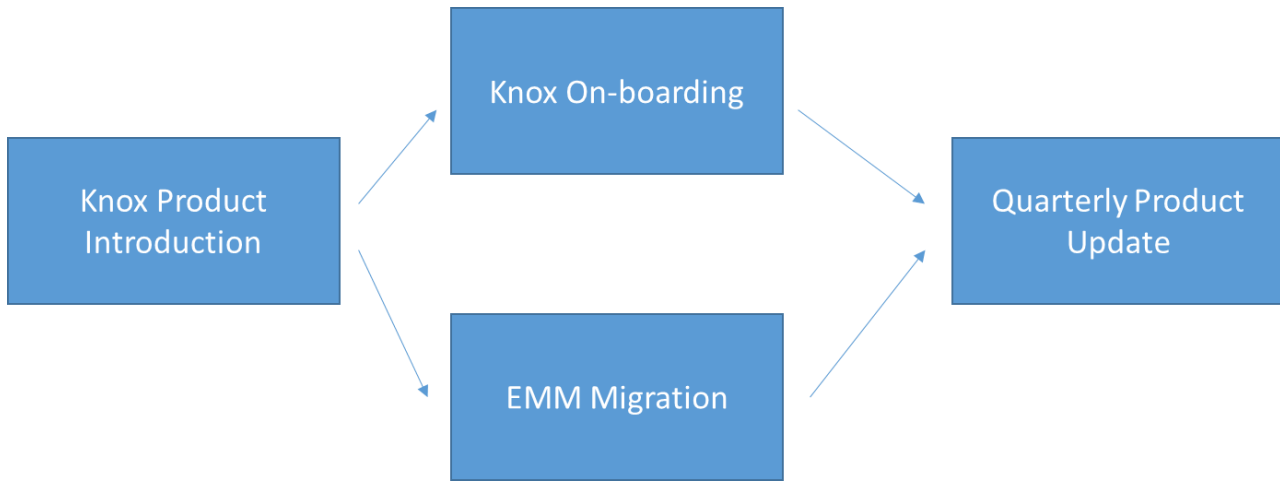 Knox On-boarding
Knox Product
Introduction
Quarterly Product
Update
EMM Migration